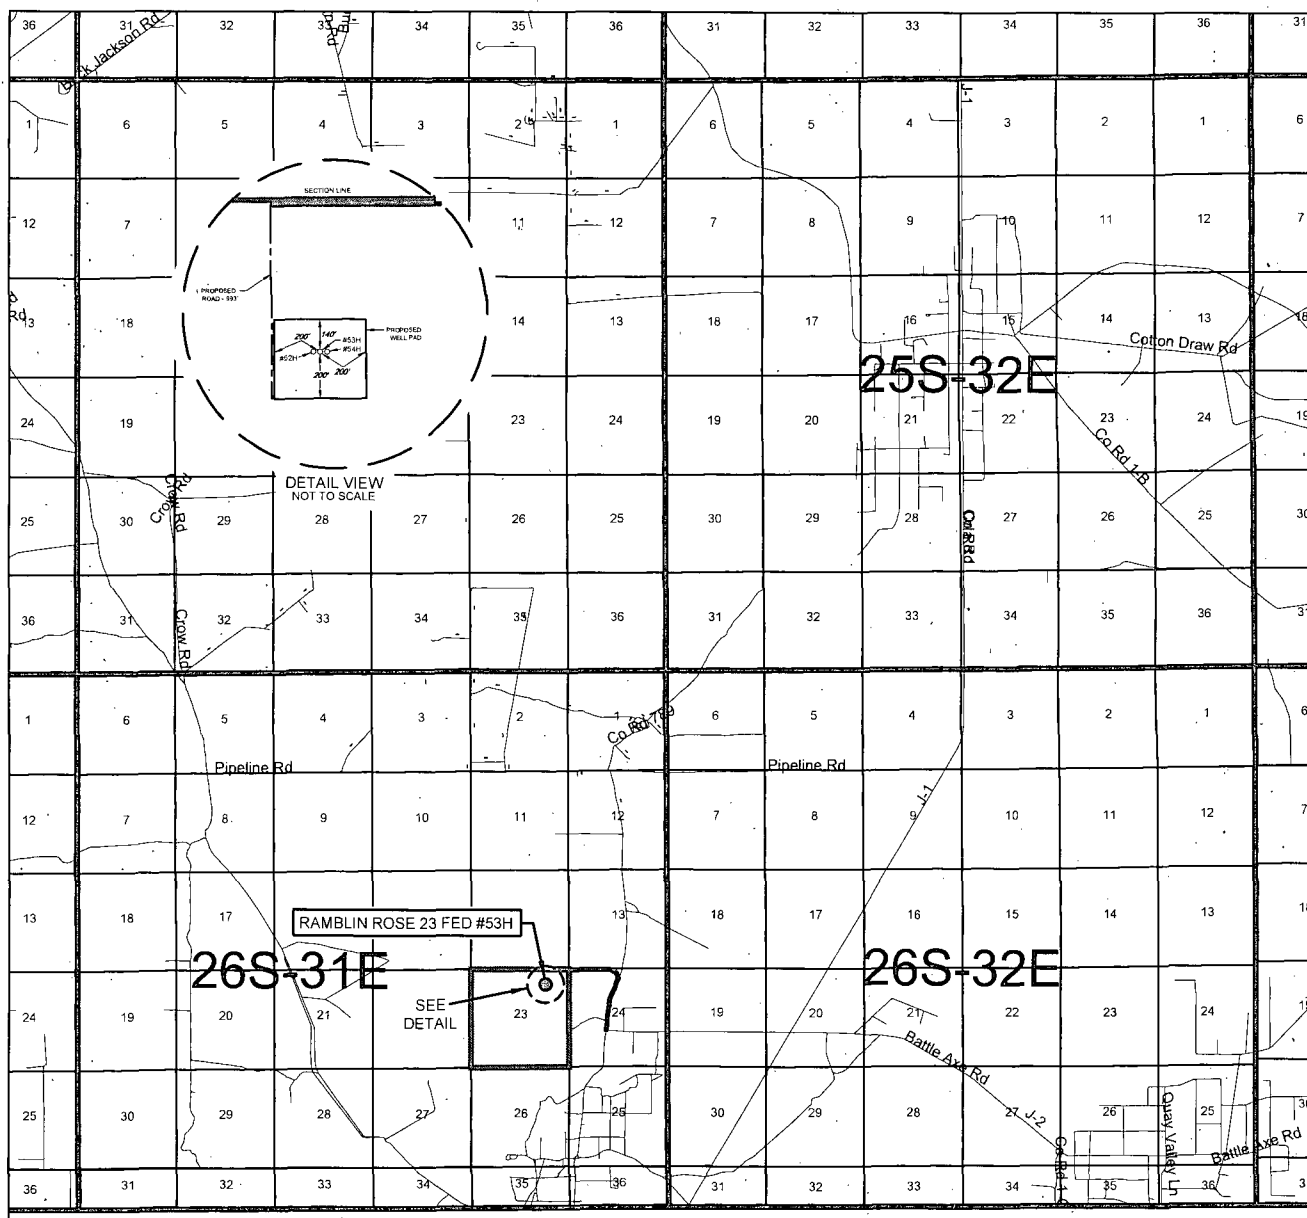 36 31 32 33 34 35 36 31 32 33 34 35 36 31
Jackson Rd
Rd
J-1
1 6 5 4 3 2 1 6 5 4 3 2 1 6
SECTION LINE
12 7 11 12 7 8 9 10 11 12 7
PROPOSED
ROAD - 993'
Rd
13 18 14 13 18 17 16 15 14 13 18
200' 140' #53H
PROPOSED
WELL PAD
#52H #54H
200' 200'
Cotton Draw Rd
25S-32E
24 19 23 24 19 20 21 22 23 24 19
Co Rd 1-B
DETAIL VIEW
NOT TO SCALE
Crow Rd
Crow Rd
25 30 29 28 27 26 25 30 29 28 27 26 25 30
36 31 32 33 34 35 36 31 32 33 34 35 36
Crow Rd
1 6 5 4 3 2 1 6 5 4 3 2 1 6
Co Rd 789
Pipeline Rd Pipeline Rd
J-1
12 7 8 9 10 11 12 7 8 9 10 11 12 7
13 18 17 13 18 17 16 15 14 13 18
RAMBLIN ROSE 23 FED #53H
26S-31E 26S-32E
SEE
DETAIL
24 19 20 21 23 24 19 20 21 22 23 24
Battle Axe Rd
25 30 29 28 27 26 25 30 29 28 27 26 25
J-2
Quay Valley Ln
Battle Axe Rd
36 31 32 33 34 35 36 31 32 33 34 35 36